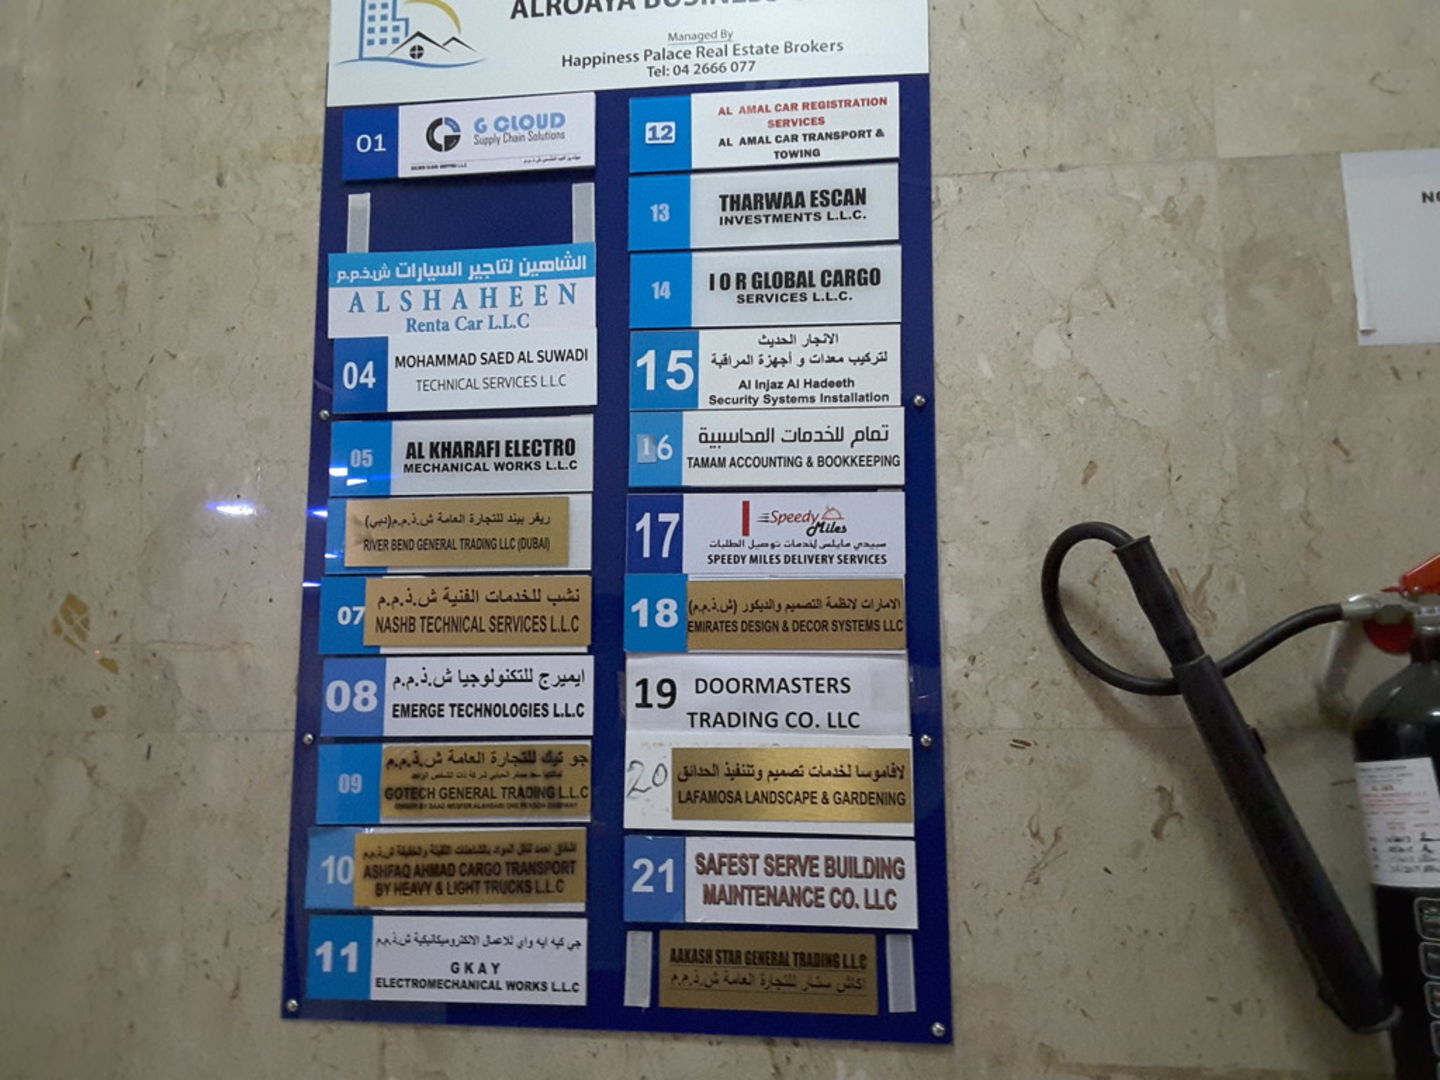 ALROAYA
Managed By
Happiness Palace Real Estate Brokers
Tel: 04 2666 077
01
G CLOUD
Supply Chain Solutions
الشاهين لتاجير السيارات ش.ذ.م.م
ALSHAHEEN
Renta Car L.L.C
04
MOHAMMAD SAED AL SUWADI
TECHNICAL SERVICES L.L.C
05
AL KHARAFI ELECTRO
MECHANICAL WORKS L.L.C
ريفر بيند للتجارة العامة ش.ذ.م.م(دبي)
RIVER BEND GENERAL TRADING LLC (DUBAI)
07
نشب للخدمات الفنية ش.ذ.م.م
NASHB TECHNICAL SERVICES L.L.C
08
ايميرج للتكنولوجيا ش.ذ.م.م
EMERGE TECHNOLOGIES L.L.C
09
جو تيك للتجارة العامة ش.ذ.م.م
GOTECH GENERAL TRADING L.L.C
10
ASHFAQ AHMAD CARGO TRANSPORT
BY HEAVY & LIGHT TRUCKS L.L.C
11
جي كيه ايه واي للاعمال الالكتروميكانيكية ش.ذ.م.م
GKAY
ELECTROMECHANICAL WORKS L.L.C
12
AL AMAL CAR REGISTRATION
SERVICES
AL AMAL CAR TRANSPORT &
TOWING
13
THARWAA ESCAN
INVESTMENTS L.L.C.
14
I O R GLOBAL CARGO
SERVICES L.L.C.
15
الانجاز الحديث
لتركيب معدات و أجهزة المراقبة
Al Injaz Al Hadeeth
Security Systems Installation
16
تمام للخدمات المحاسبية
TAMAM ACCOUNTING & BOOKKEEPING
17
Speedy
Miles
سبيدي مايلس لخدمات توصيل الطلبات
SPEEDY MILES DELIVERY SERVICES
18
الامارات لانظمة التصميم والديكور (ش.ذ.م.م)
EMIRATES DESIGN & DECOR SYSTEMS LLC
19
DOORMASTERS
TRADING CO. LLC
20
لافاموسا لخدمات تصميم وتنفيذ الحدائق
LAFAMOSA LANDSCAPE & GARDENING
21
SAFEST SERVE BUILDING
MAINTENANCE CO. LLC
AAKASH STAR GENERAL TRADING L.L.C
اكاش ستار للتجارة العامة ش.ذ.م.م